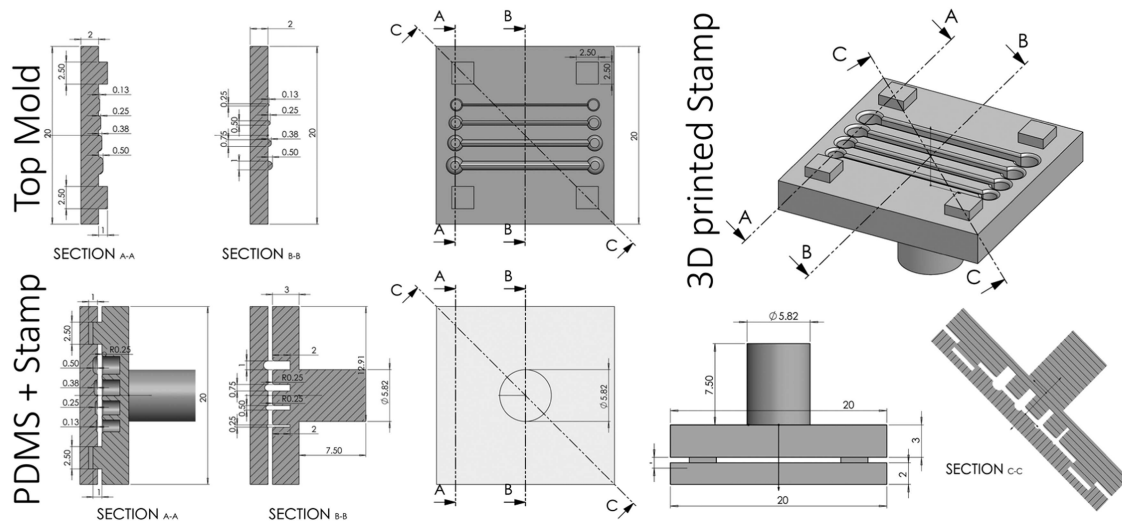 Top Mold
2
2.50
0.13
0.25
20
0.38
0.50
2.50
1
SECTION A-A
2
0.13
0.25
0.25
0.50
0.38
20
0.75
0.50
1
SECTION B-B
A
B
C
2.50
2.50
20
A
B
C
3D printed Stamp
A
B
C
A
B
C
PDMS + Stamp
1
2.50
R0.25
0.50
0.38
0.25
0.13
20
2.50
1
SECTION A-A
3
2
1
R0.25
0.75
R0.25
0.50
0.25
2
12.91
Ø5.82
7.50
SECTION B-B
A
B
C
Ø5.82
A
B
C
Ø5.82
7.50
20
3
1
2
20
SECTION C-C